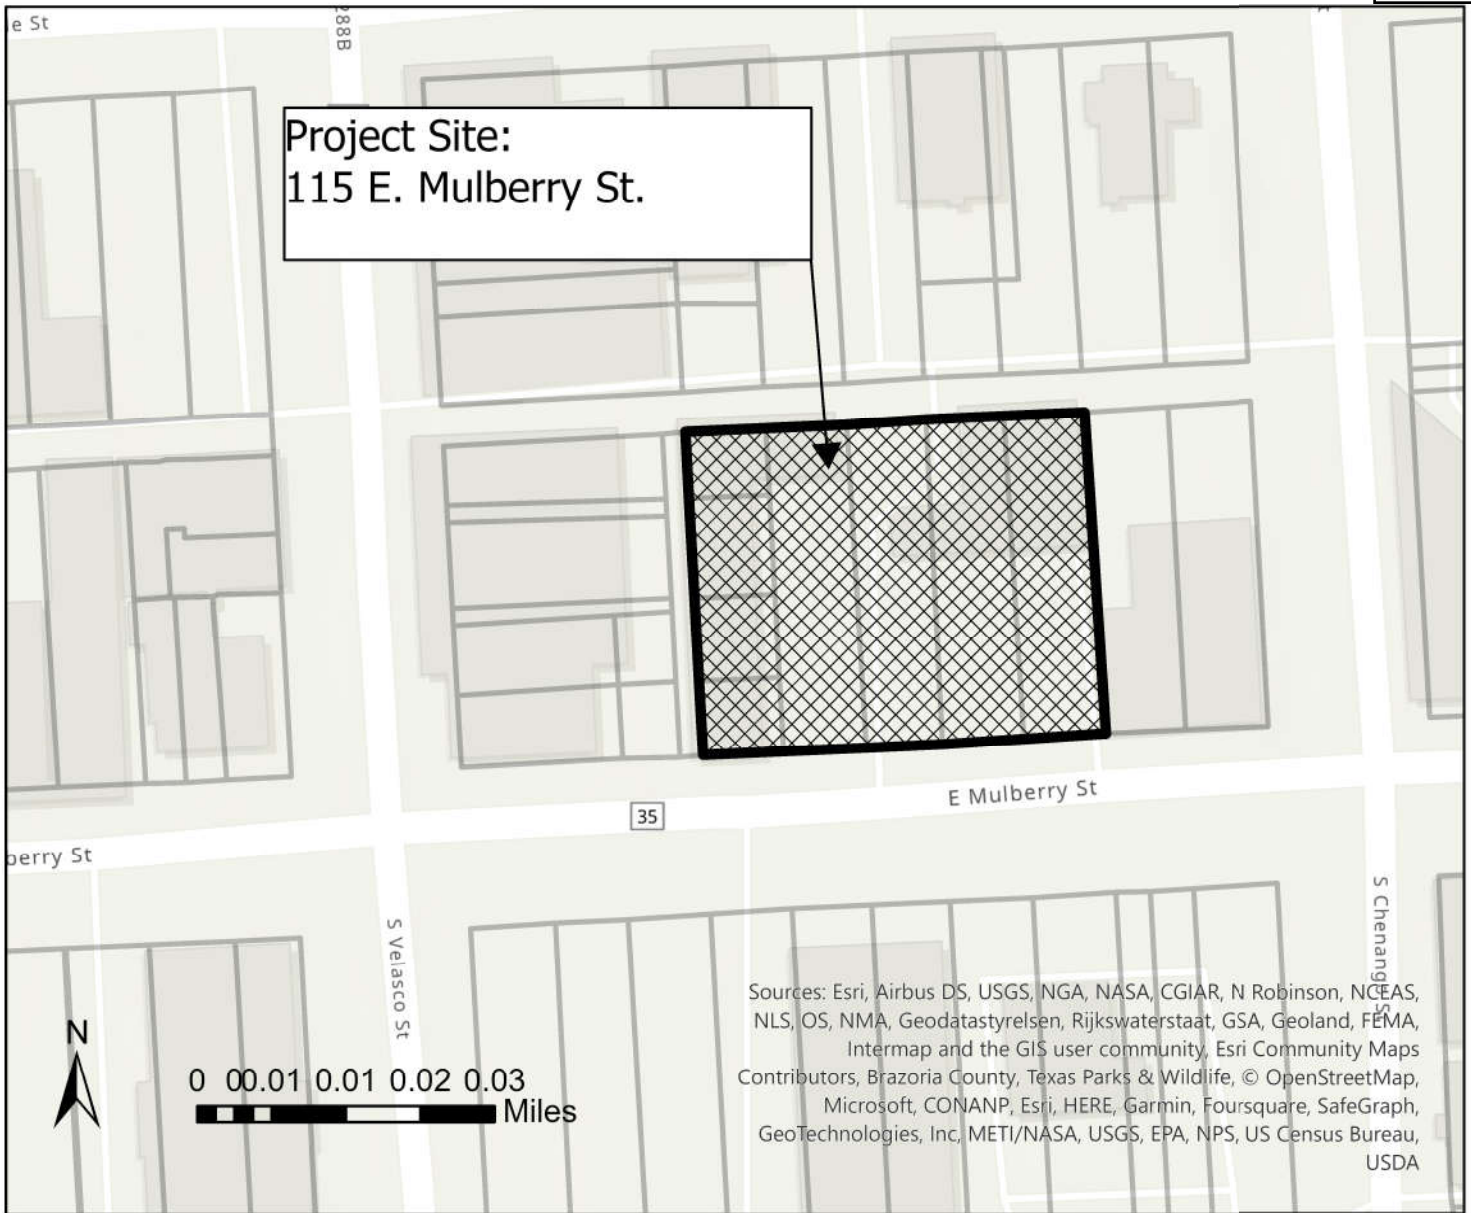 le St
288B
Project Site:
115 E. Mulberry St.
E Mulberry St
35
berry St
S Velasco St
S Chenango St
Sources: Esri, Airbus DS, USGS, NGA, NASA, CGIAR, N Robinson, NCEAS,
NLS, OS, NMA, Geodatastyrelsen, Rijkswaterstaat, GSA, Geoland, FEMA,
Intermap and the GIS user community, Esri Community Maps
Contributors, Brazoria County, Texas Parks & Wildlife, © OpenStreetMap,
Microsoft, CONANP, Esri, HERE, Garmin, Foursquare, SafeGraph,
GeoTechnologies, Inc, METI/NASA, USGS, EPA, NPS, US Census Bureau,
USDA
N
0 00.01 0.01 0.02 0.03
Miles